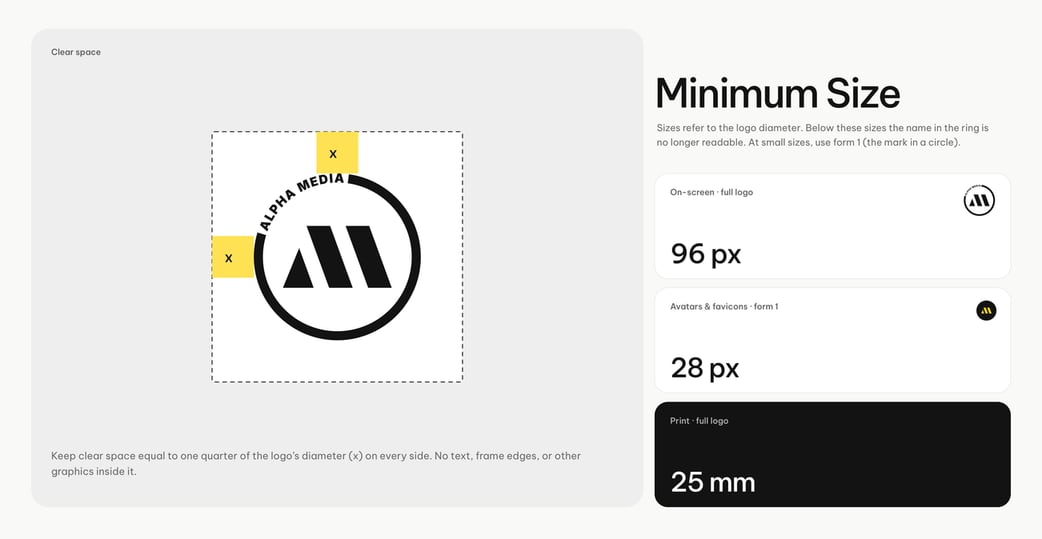 Clear space
x
ALPHA MEDIA
x
Keep clear space equal to one quarter of the logo's diameter (x) on every side. No text, frame edges, or other
graphics inside it.
Minimum Size
Sizes refer to the logo diameter. Below these sizes the name in the ring is
no longer readable. At small sizes, use form 1 (the mark in a circle).
On-screen · full logo
ALPHA MEDIA
96 px
Avatars & favicons · form 1
28 px
Print · full logo
25 mm